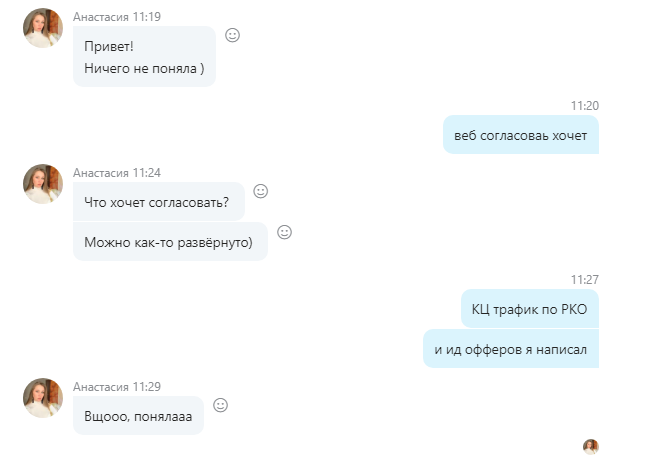 Анастасия 11:19
Привет!
Ничего не поняла )
11:20
веб согласоваь хочет
Анастасия 11:24
Что хочет согласовать?
Можно как-то развёрнуто)
11:27
КЦ трафик по РКО
и ид офферов я написал
Анастасия 11:29
Вщооо, понялааа